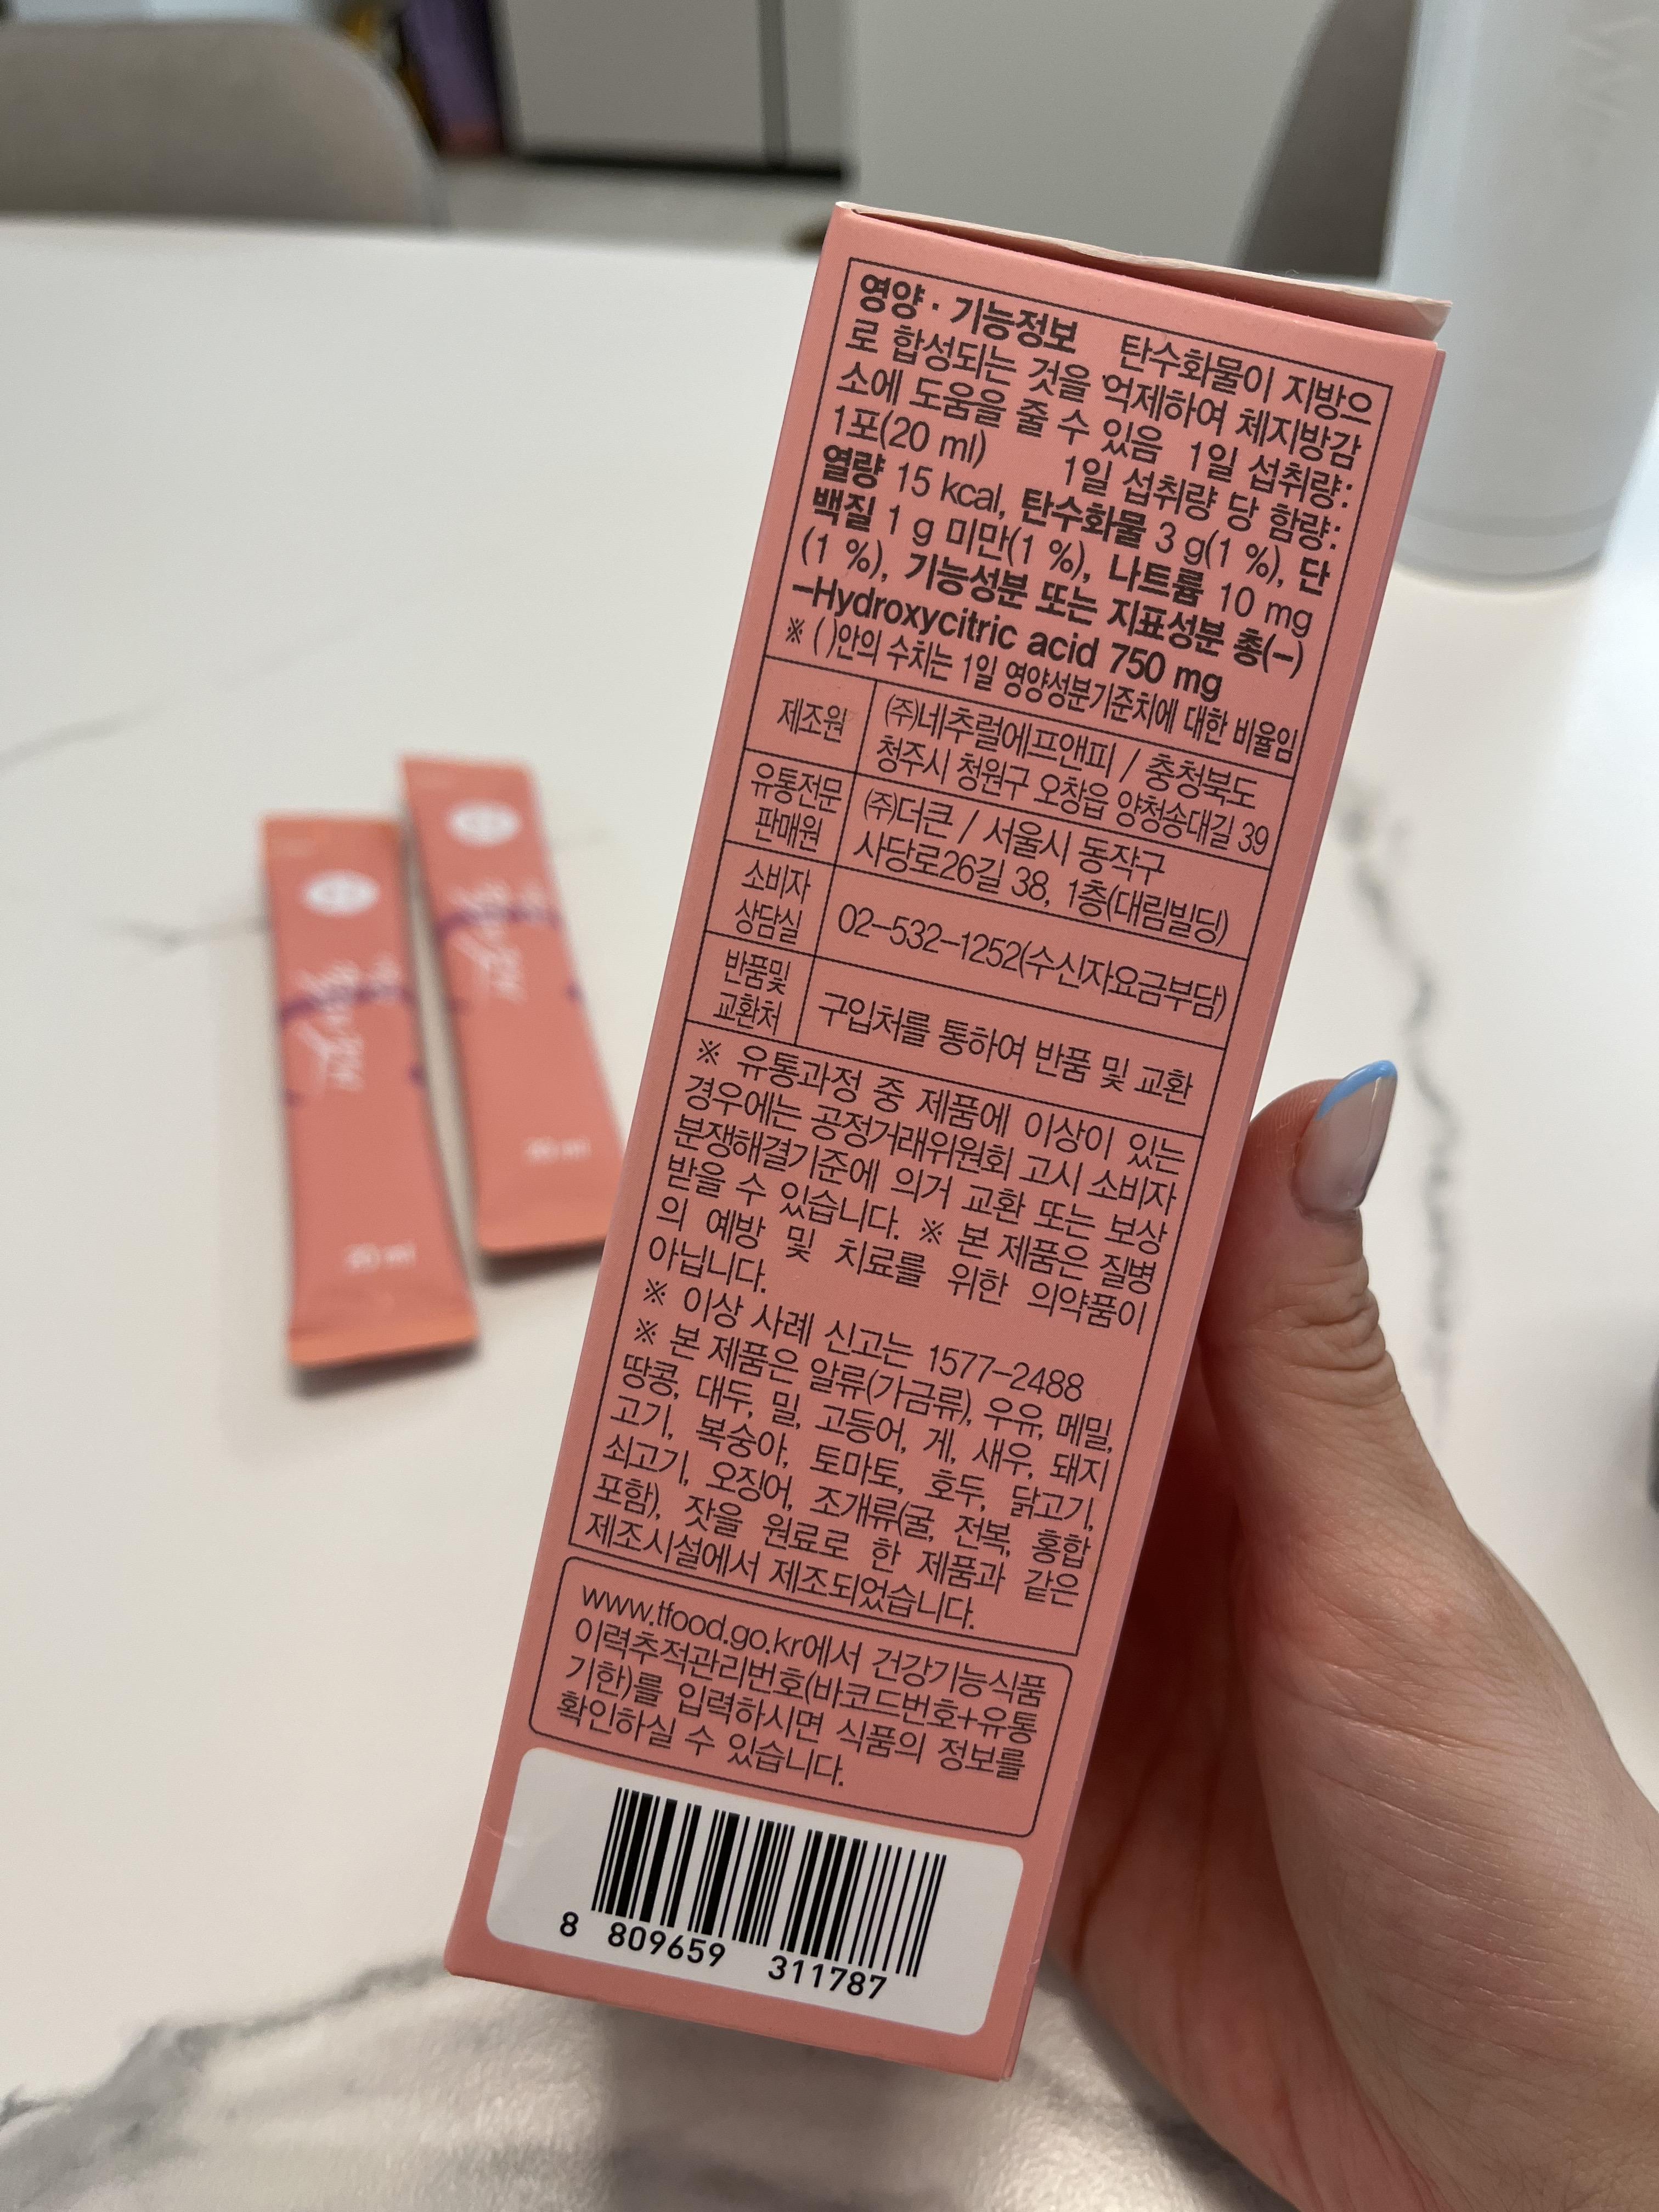 영양 · 기능정보 탄수화물이 지방으
로 합성되는 것을 억제하여 체지방감
소에 도움을 줄 수 있음 1일 섭취량:
1포(20 ml) 1일 섭취량 당 함량:
열량 15 kcal, 탄수화물 3 g(1 %), 단
백질 1 g 미만(1 %), 나트륨 10 mg
(1 %), 기능성분 또는 지표성분 총(-)
-Hydroxycitric acid 750 mg
※ ( )안의 수치는 1일 영양성분기준치에 대한 비율임
제조원 (주)네추럴에프앤피 / 충청북도
청주시 청원구 오창읍 양청송대길 39
유통전문 (주)더큰 / 서울시 동작구
판매원 사당로26길 38, 1층(대림빌딩)
소비자
상담실 02-532-1252(수신자요금부담)
반품및
교환처 구입처를 통하여 반품 및 교환
※ 유통과정 중 제품에 이상이 있는
경우에는 공정거래위원회 고시 소비자
분쟁해결기준에 의거 교환 또는 보상
받을 수 있습니다. ※ 본 제품은 질병
의 예방 및 치료를 위한 의약품이
아닙니다.
※ 이상 사례 신고는 1577-2488
※ 본 제품은 알류(가금류), 우유, 메밀,
땅콩, 대두, 밀, 고등어, 게, 새우, 돼지
고기, 복숭아, 토마토, 호두, 닭고기,
쇠고기, 오징어, 조개류(굴, 전복, 홍합
포함), 잣을 원료로 한 제품과 같은
제조시설에서 제조되었습니다.
www.tfood.go.kr에서 건강기능식품
이력추적관리번호(바코드번호+유통
기한)를 입력하시면 식품의 정보를
확인하실 수 있습니다.
8 809659 311787
20 ml
20 ml